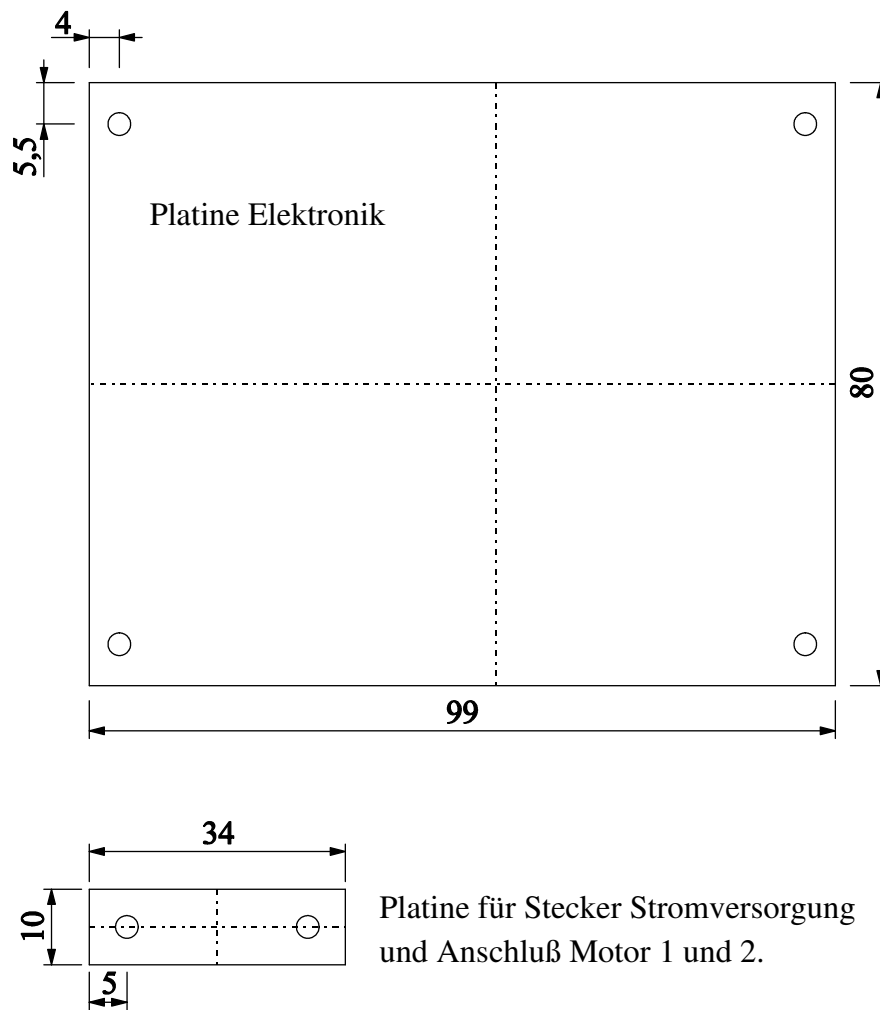 4
5,5
Platine Elektronik
80
99
34
10
5
Platine für Stecker Stromversorgung
und Anschluß Motor 1 und 2.